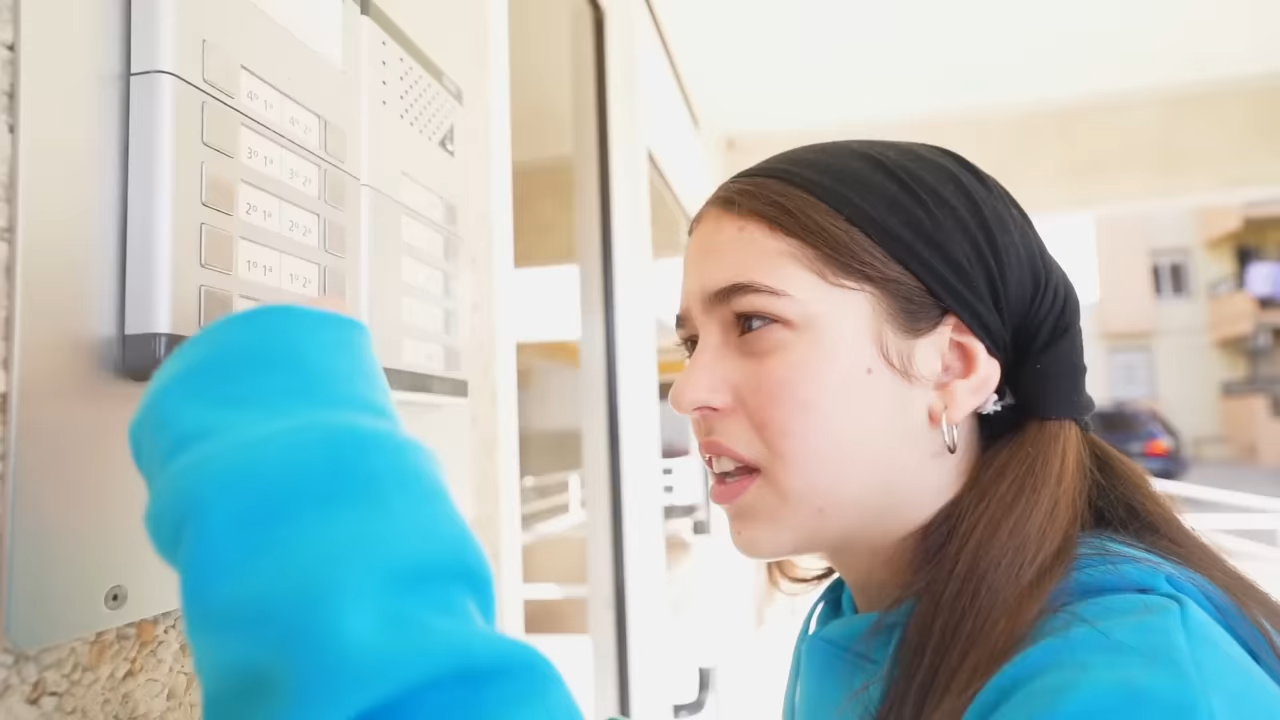 4º 1ª 4º 2ª
3º 1ª 3º 2ª
2º 1ª 2º 2ª
1º 1ª 1º 2ª